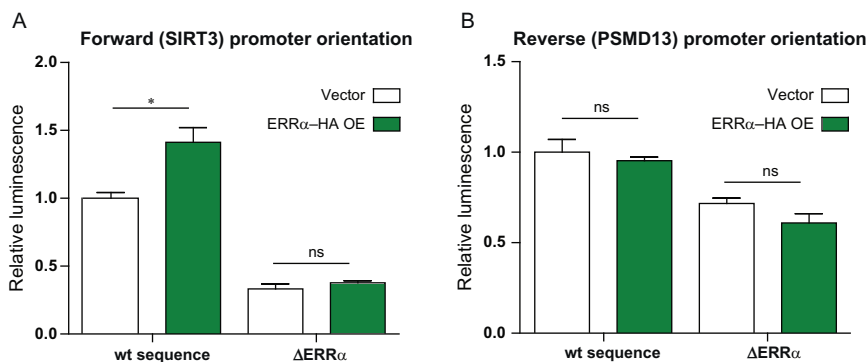 A
Forward (SIRT3) promoter orientation
Relative luminescence
2.0
1.5
1.0
0.5
0.0
Vector
ERRα–HA OE
*
ns
wt sequence
ΔERRα
B
Reverse (PSMD13) promoter orientation
Relative luminescence
1.5
1.0
0.5
0.0
Vector
ERRα–HA OE
ns
ns
wt sequence
ΔERRα